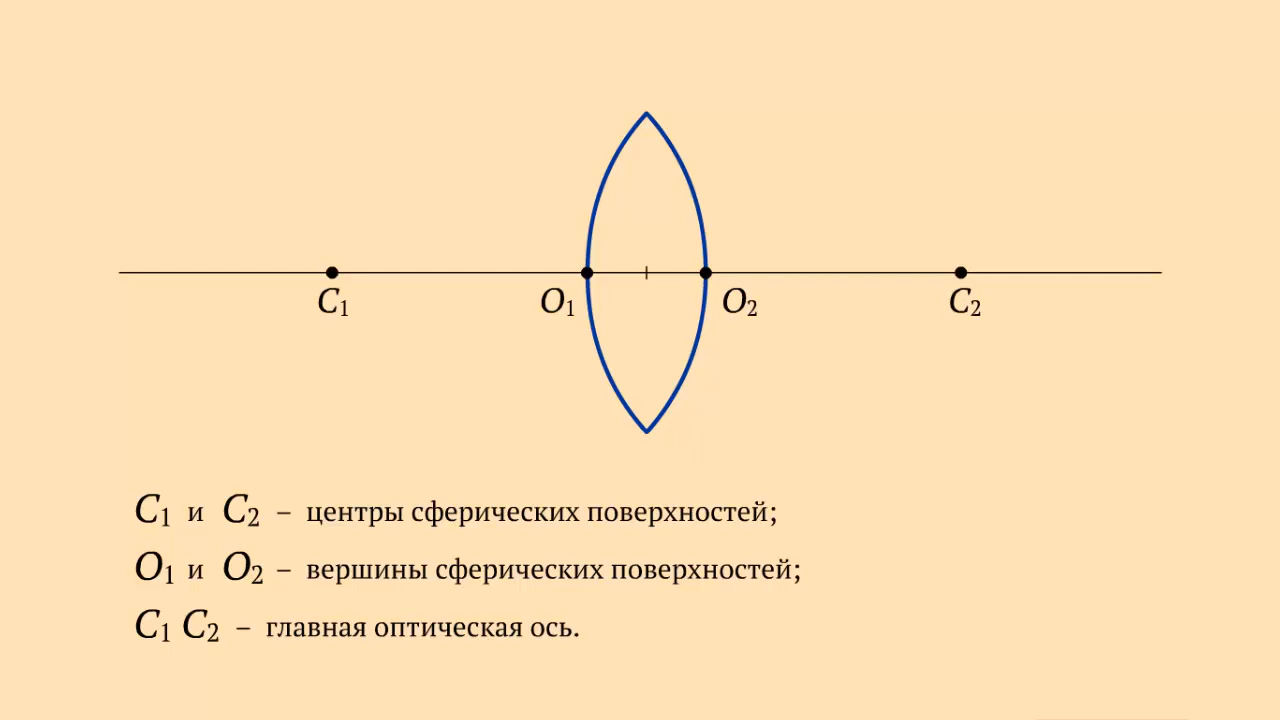 C₁ O₁ O₂ C₂
C₁ и C₂ – центры сферических поверхностей;
O₁ и O₂ – вершины сферических поверхностей;
C₁ C₂ – главная оптическая ось.